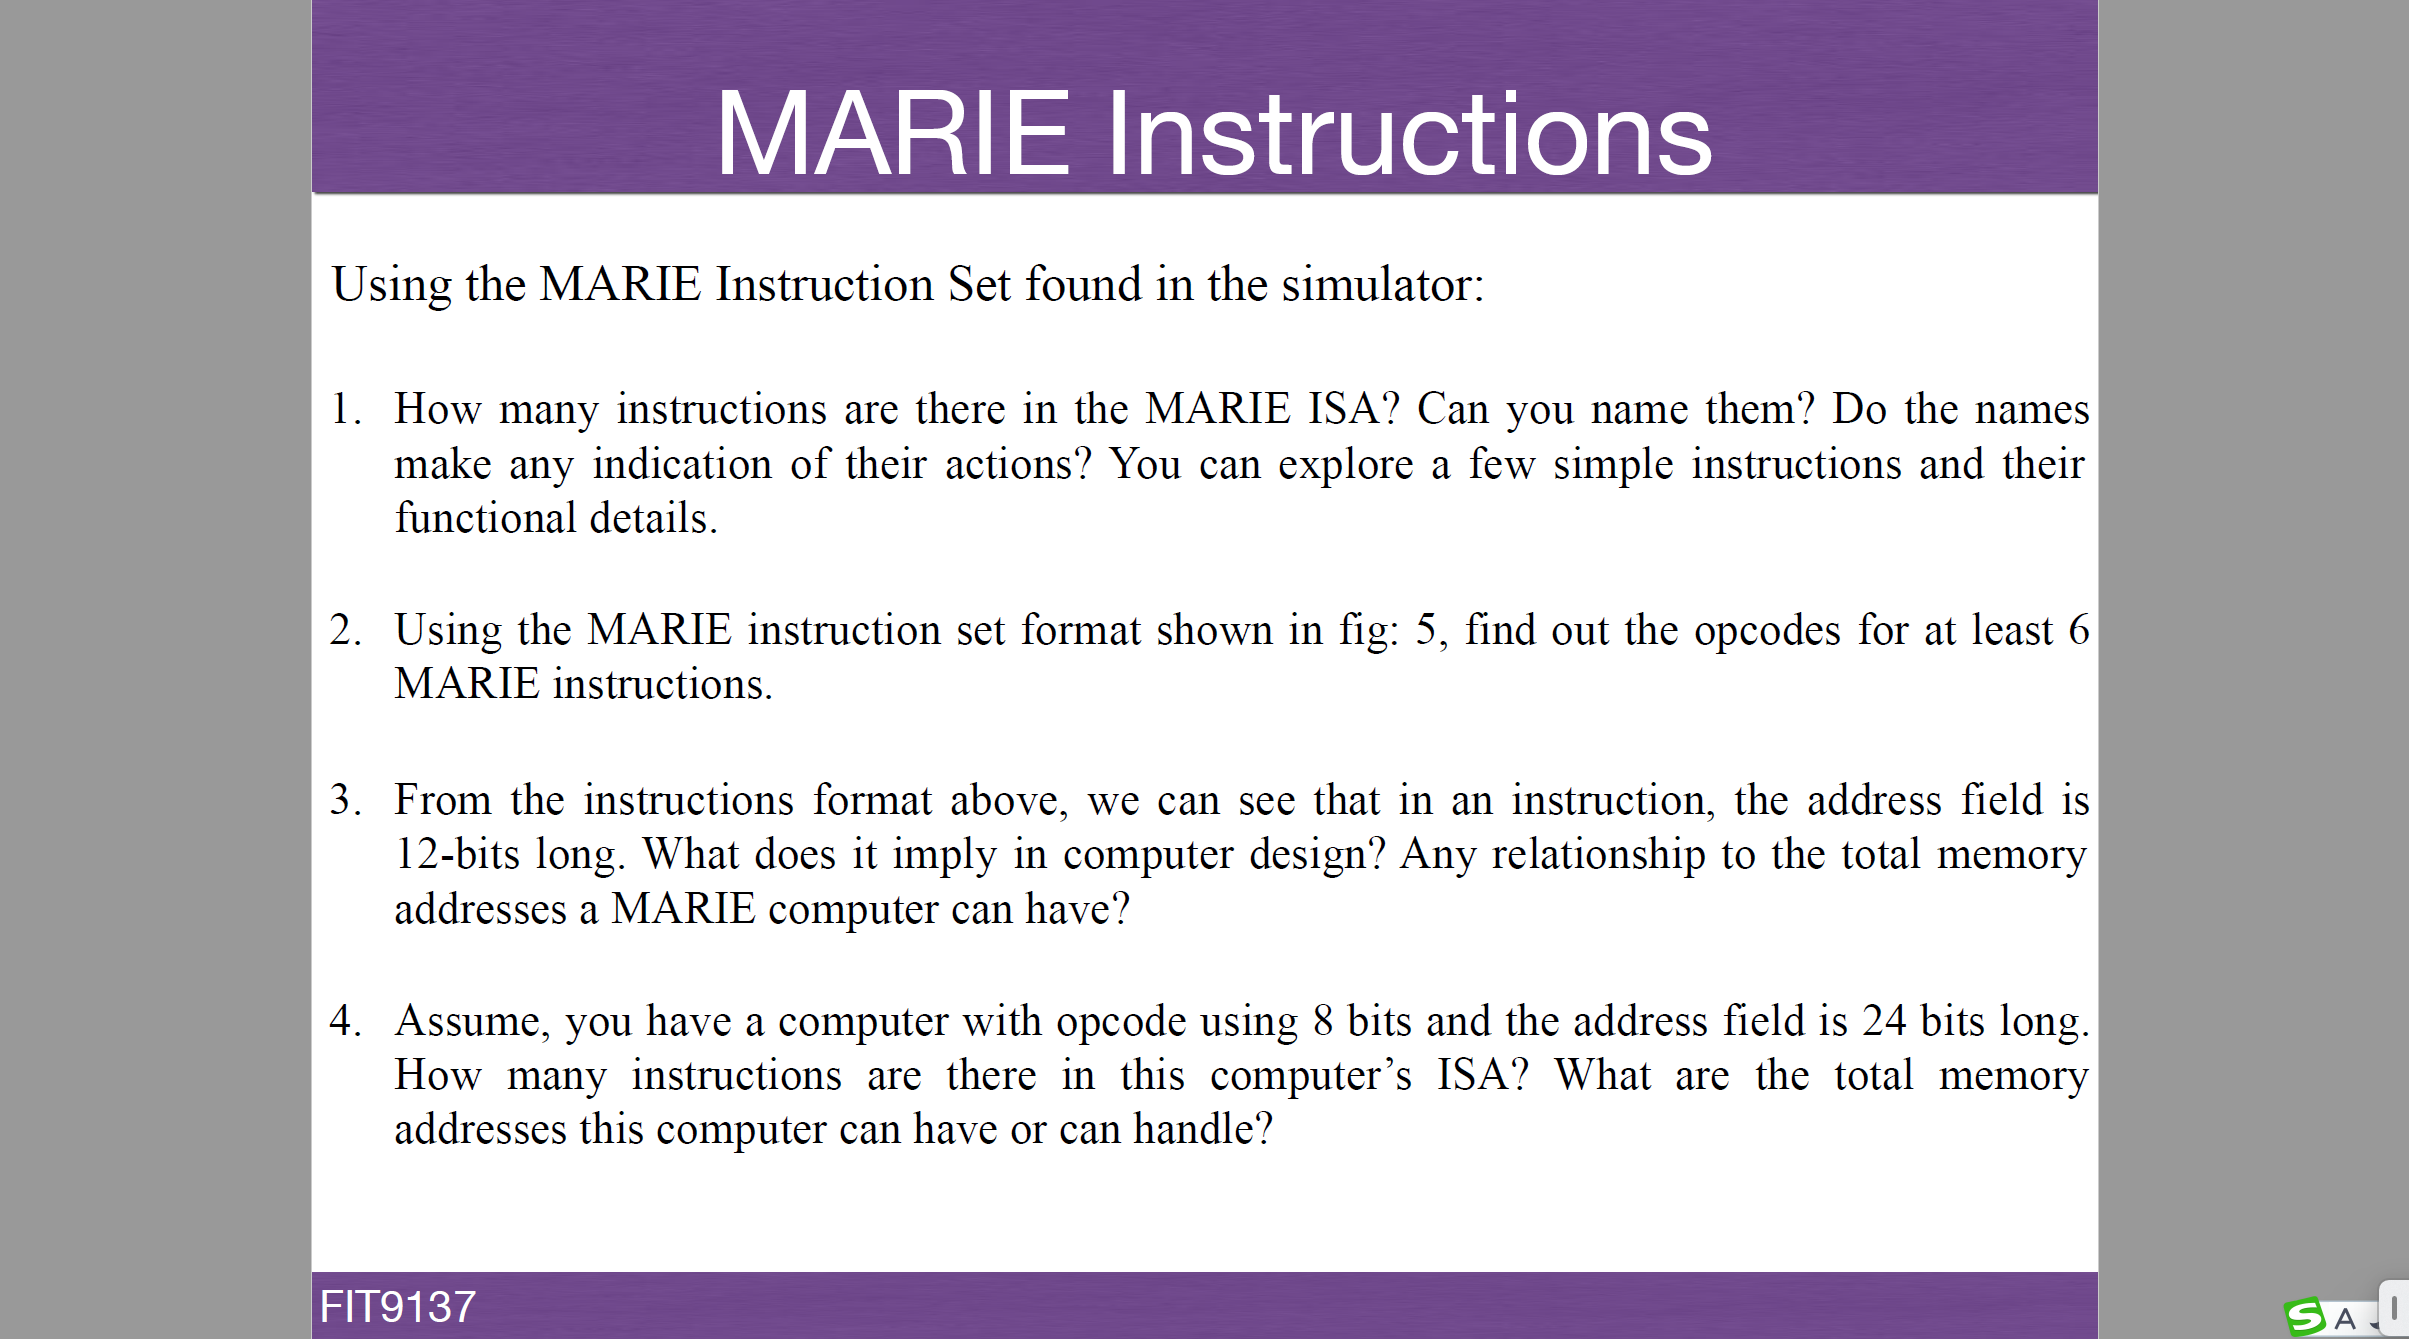 MARIE Instructions
Using the MARIE Instruction Set found in the simulator:
1. How many instructions are there in the MARIE ISA? Can you name them? Do the names
make any indication of their actions? You can explore a few simple instructions and their
functional details.
2. Using the MARIE instruction set format shown in fig: 5, find out the opcodes for at least 6
MARIE instructions.
3. From the instructions format above, we can see that in an instruction, the address field is
12-bits long. What does it imply in computer design? Any relationship to the total memory
addresses a MARIE computer can have?
4. Assume, you have a computer with opcode using 8 bits and the address field is 24 bits long.
How many instructions are there in this computer’s ISA? What are the total memory
addresses this computer can have or can handle?
FIT9137
S A